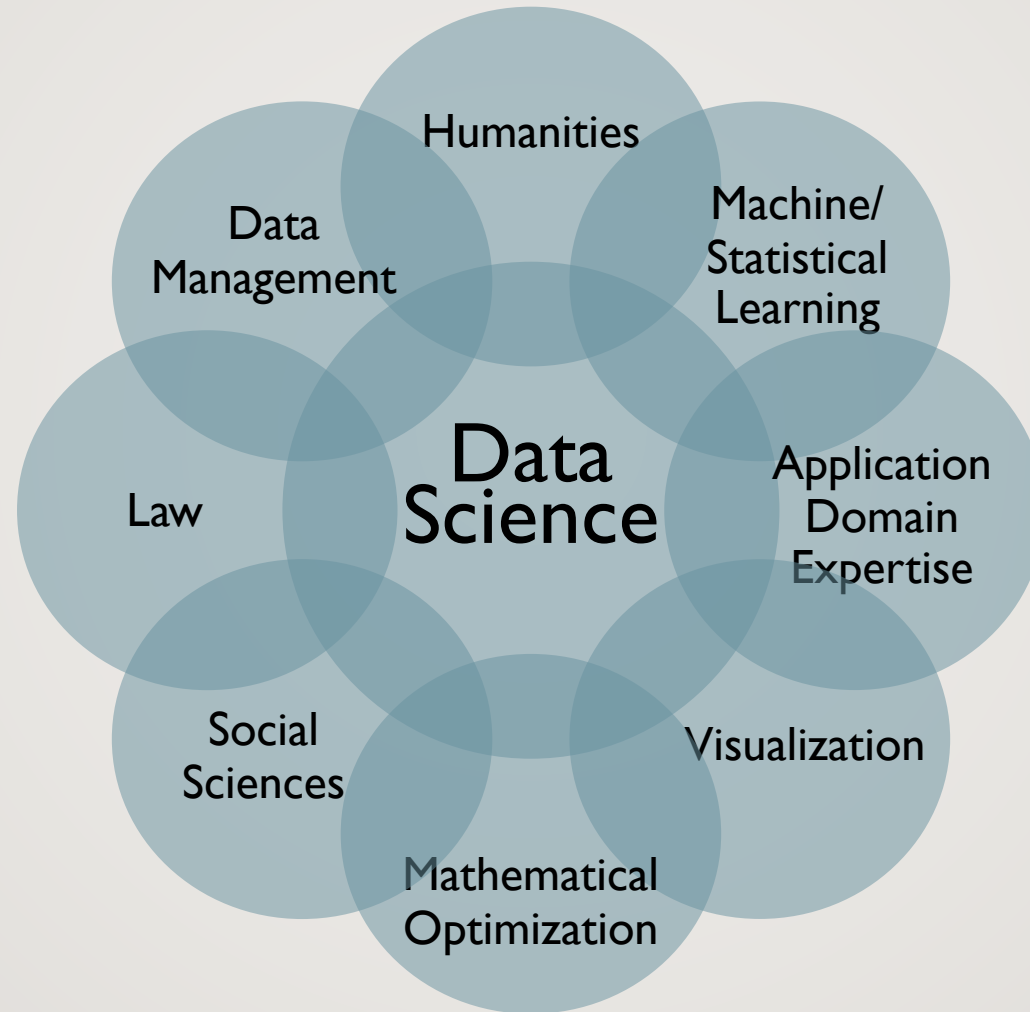 Humanities
Machine/
Statistical
Learning
Data
Management
Data
Science
Application
Domain
Expertise
Law
Social
Sciences
Visualization
Mathematical
Optimization